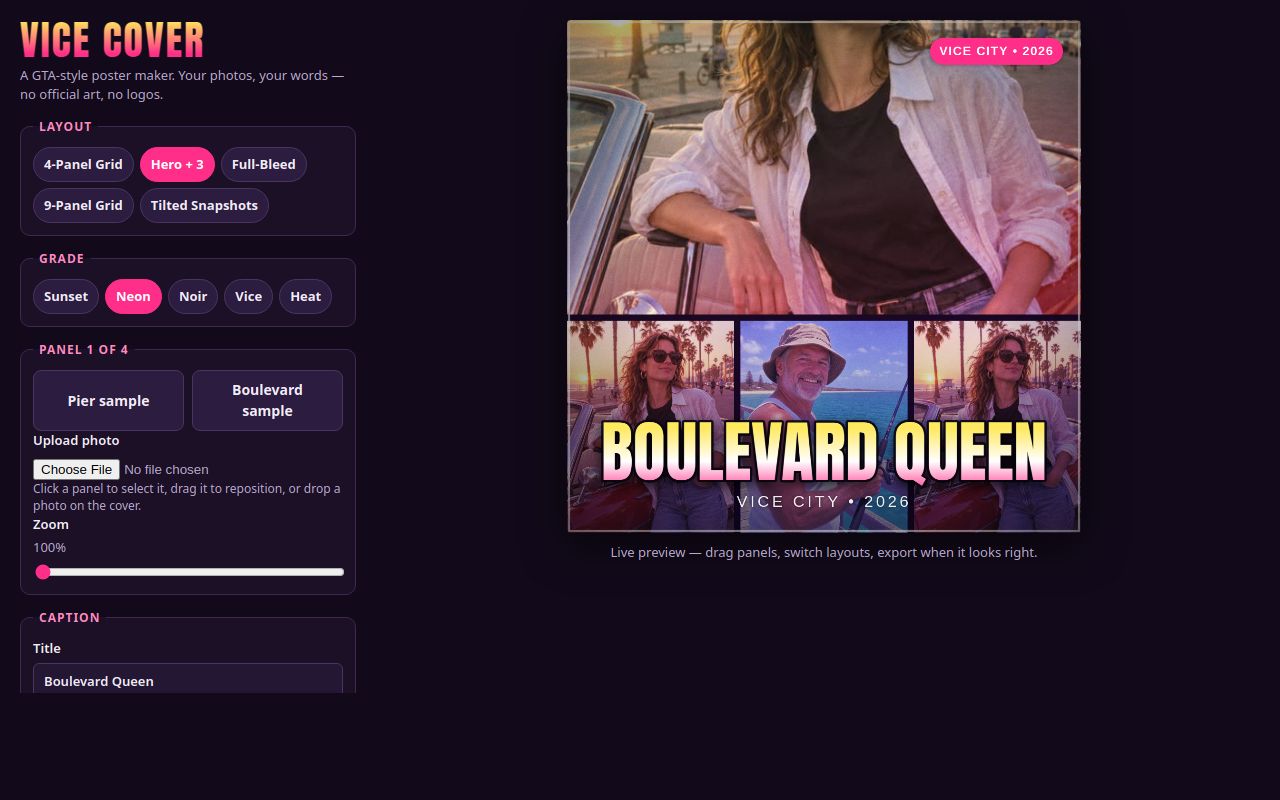 VICE COVER
A GTA-style poster maker. Your photos, your words —
no official art, no logos.
LAYOUT
4-Panel Grid
Hero + 3
Full-Bleed
9-Panel Grid
Tilted Snapshots
GRADE
Sunset
Neon
Noir
Vice
Heat
PANEL 1 OF 4
Pier sample
Boulevard
sample
Upload photo
Choose File No file chosen
Click a panel to select it, drag it to reposition, or drop a
photo on the cover.
Zoom
100%
CAPTION
Title
Boulevard Queen
VICE CITY • 2026
BOULEVARD QUEEN
VICE CITY • 2026
Live preview — drag panels, switch layouts, export when it looks right.